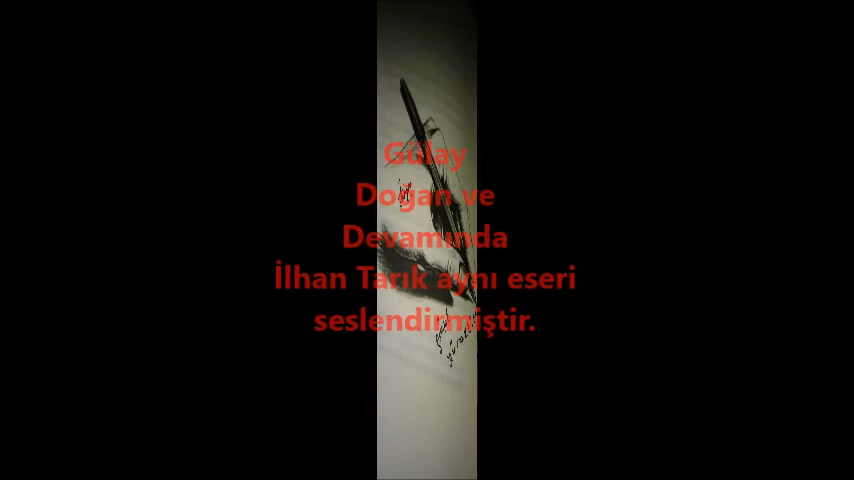 Gülay
Doğan ve
Devamında
İlhan Tarık aynı eseri
seslendirmiştir.